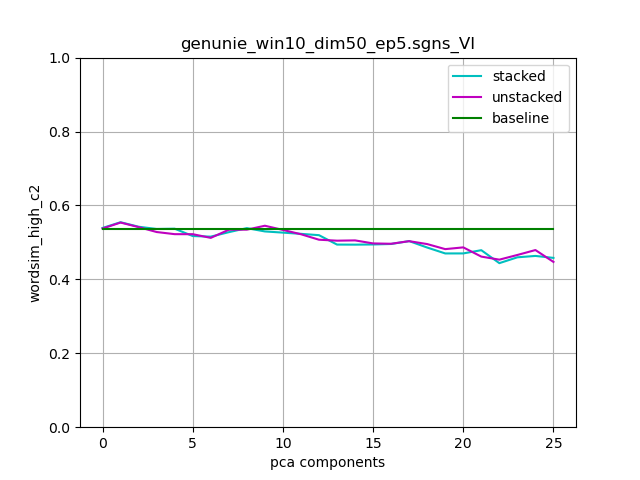 genunie_win10_dim50_ep5.sgns_VI
1.0
0.8
0.6
0.4
0.2
0.0
wordsim_high_c2
stacked
unstacked
baseline
0 5 10 15 20 25
pca components